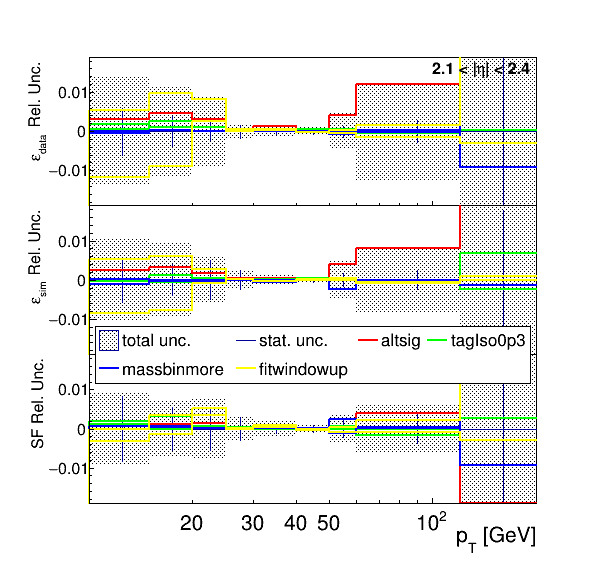 2.1 < |η| < 2.4
ε_data Rel. Unc.
0.01
0
−0.01
ε_sim Rel. Unc.
0.01
0
−0.01
total unc. stat. unc. altsig tagIso0p3
massbinmore fitwindowup
SF Rel. Unc.
0.01
0
−0.01
20 30 40 50 10²
p_T [GeV]